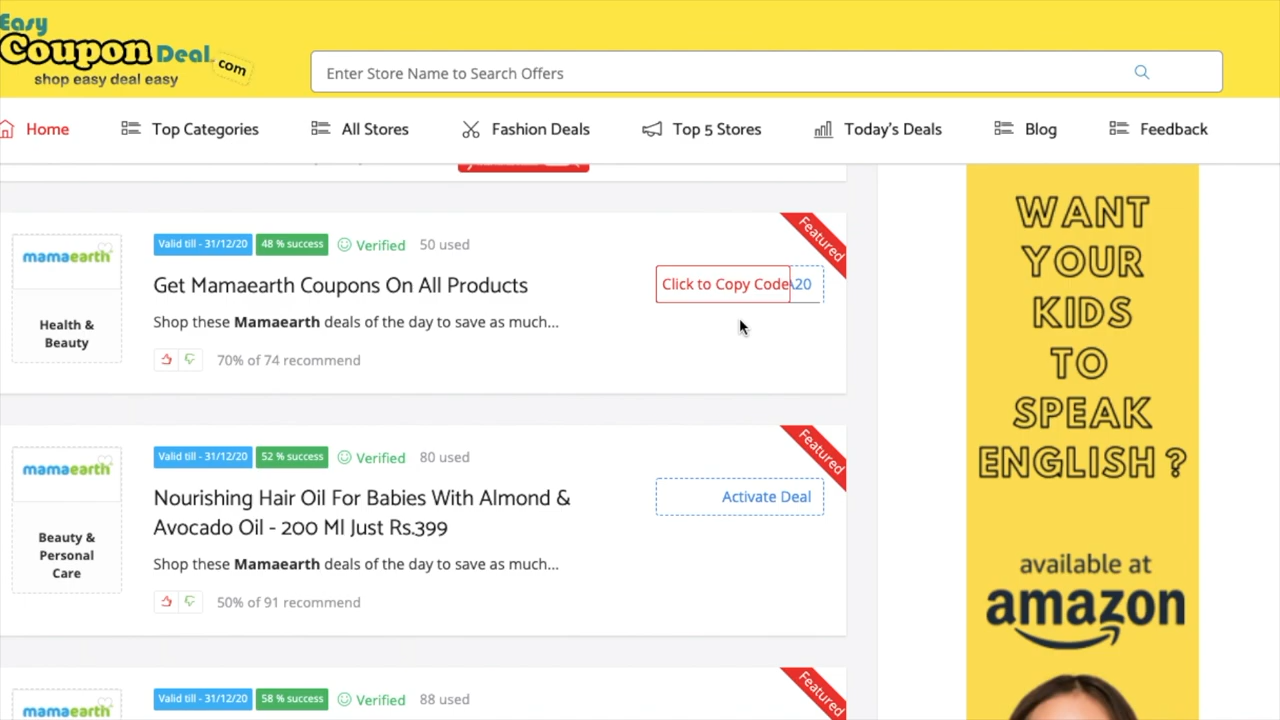 Easy
Coupon Deal.com
shop easy deal easy
Enter Store Name to Search Offers
Home
Top Categories
All Stores
Fashion Deals
Top 5 Stores
Today's Deals
Blog
Feedback
mamaearth
Health &
Beauty
Valid till - 31/12/20
48 % success
Verified
50 used
Get Mamaearth Coupons On All Products
Shop these Mamaearth deals of the day to save as much...
70% of 74 recommend
Featured
Click to Copy Code
20
mamaearth
Beauty &
Personal
Care
Valid till - 31/12/20
52 % success
Verified
80 used
Nourishing Hair Oil For Babies With Almond &
Avocado Oil - 200 Ml Just Rs.399
Shop these Mamaearth deals of the day to save as much...
50% of 91 recommend
Featured
Activate Deal
mamaearth
Valid till - 31/12/20
58 % success
Verified
88 used
Featured
WANT
YOUR
KIDS
TO
SPEAK
ENGLISH ?
available at
amazon